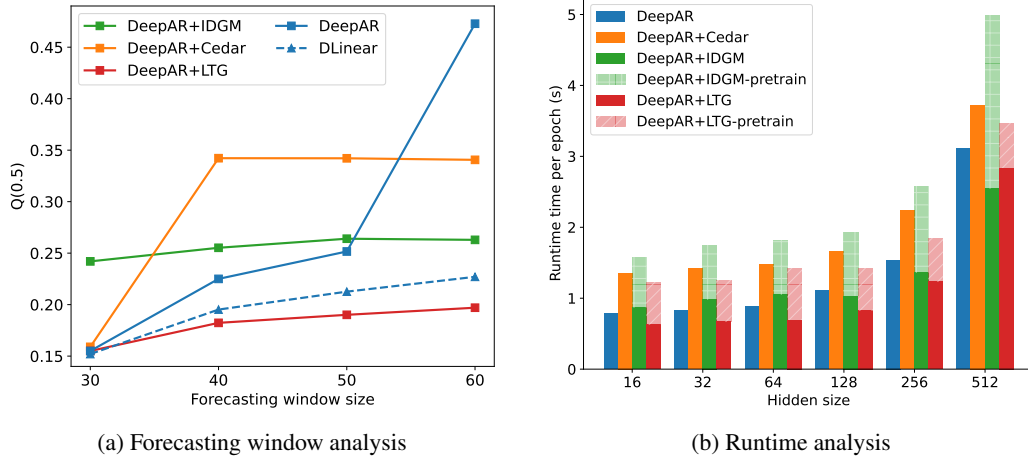 DeepAR+IDGM
DeepAR+Cedar
DeepAR+LTG
DeepAR
DLinear
0.45
0.40
0.35
0.30
0.25
0.20
0.15
Q(0.5)
30 40 50 60
Forecasting window size
(a) Forecasting window analysis
DeepAR
DeepAR+Cedar
DeepAR+IDGM
DeepAR+IDGM-pretrain
DeepAR+LTG
DeepAR+LTG-pretrain
5
4
3
2
1
0
Runtime time per epoch (s)
16 32 64 128 256 512
Hidden size
(b) Runtime analysis